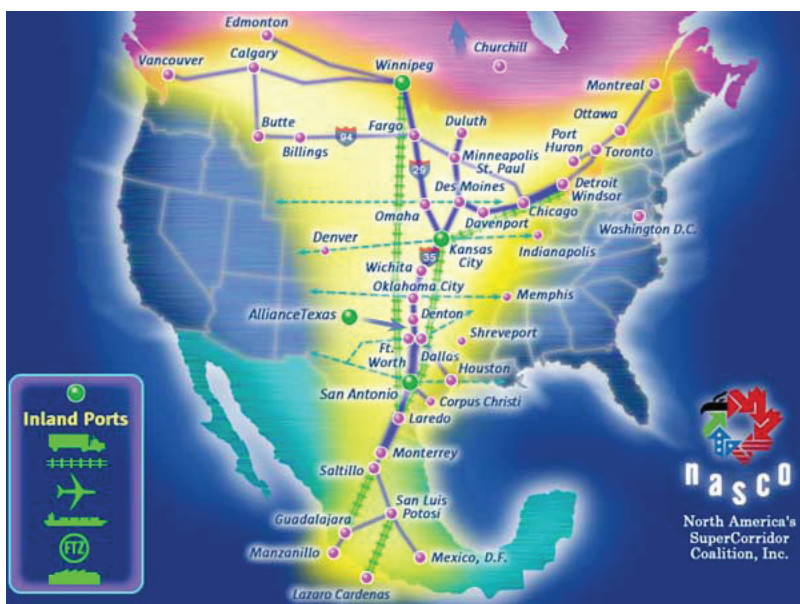 Edmonton
Churchill
Vancouver
Calgary
Winnipeg
Montreal
Butte
Billings
94
Fargo
Duluth
Ottawa
Port
Huron
Toronto
Minneapolis
St. Paul
29
Des Moines
Detroit
Windsor
Omaha
Davenport
Chicago
Washington D.C.
Denver
Kansas
City
Indianapolis
35
Wichita
Oklahoma City
Memphis
AllianceTexas
Denton
Shreveport
Ft.
Worth
Dallas
Houston
San Antonio
Corpus Christi
Laredo
Monterrey
Saltillo
San Luis
Potosí
Guadalajara
Manzanillo
Mexico, D.F.
Lazaro Cardenas
Inland Ports
FTZ
nasco
North America's
SuperCorridor
Coalition, Inc.